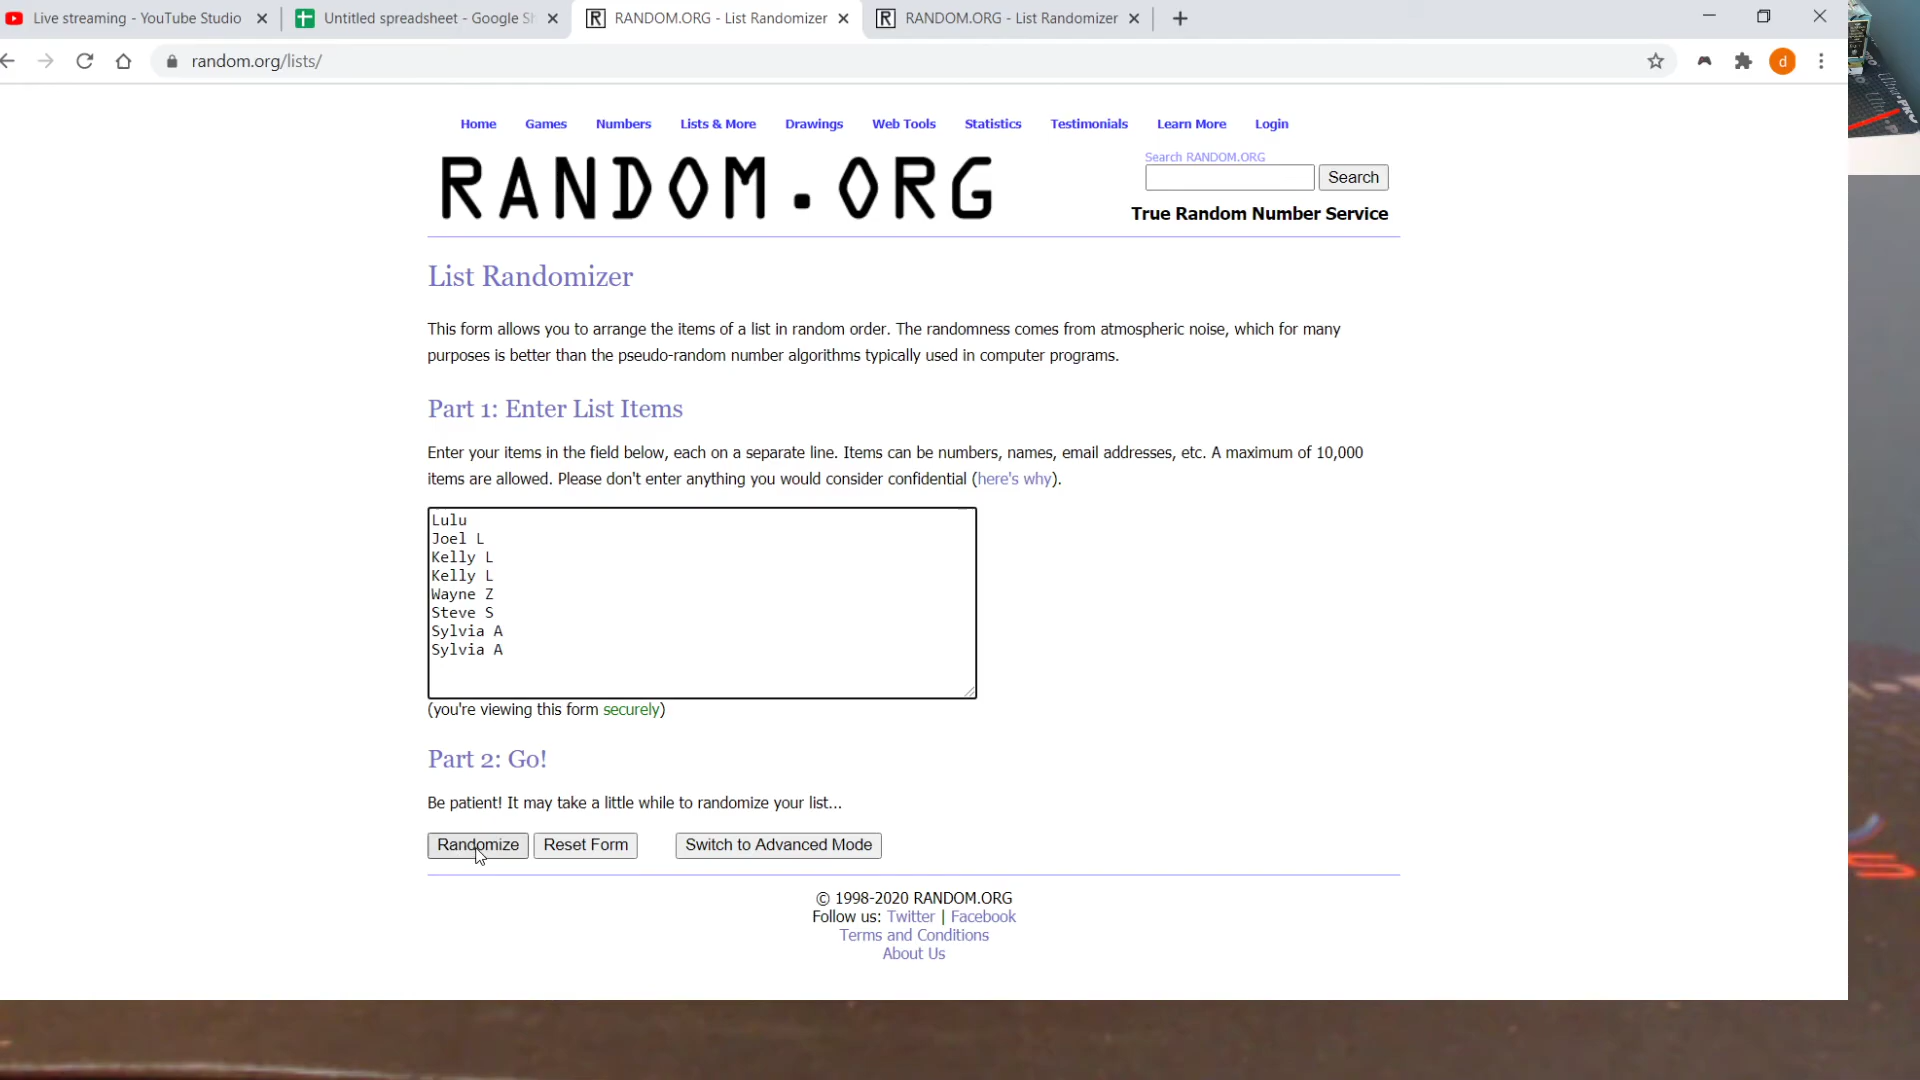 Live streaming - YouTube Studio
Untitled spreadsheet - Google Sh
RANDOM.ORG - List Randomizer
RANDOM.ORG - List Randomizer
random.org/lists/
d
Home Games Numbers Lists & More Drawings Web Tools Statistics Testimonials Learn More Login
RANDOM.ORG
Search RANDOM.ORG
Search
True Random Number Service
List Randomizer
This form allows you to arrange the items of a list in random order. The randomness comes from atmospheric noise, which for many
purposes is better than the pseudo-random number algorithms typically used in computer programs.
Part 1: Enter List Items
Enter your items in the field below, each on a separate line. Items can be numbers, names, email addresses, etc. A maximum of 10,000
items are allowed. Please don't enter anything you would consider confidential (here's why).
Lulu
Joel L
Kelly L
Kelly L
Wayne Z
Steve S
Sylvia A
Sylvia A
(you're viewing this form securely)
Part 2: Go!
Be patient! It may take a little while to randomize your list...
Randomize Reset Form Switch to Advanced Mode
© 1998-2020 RANDOM.ORG
Follow us: Twitter | Facebook
Terms and Conditions
About Us